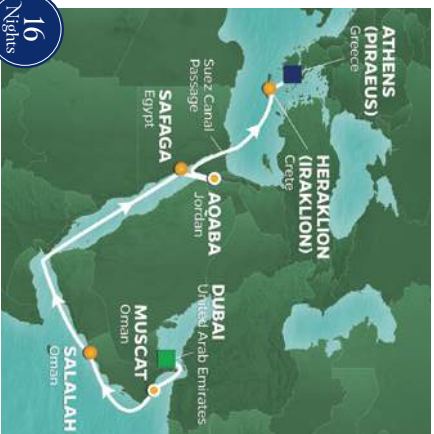 16
Nights
ATHENS
(PIRAEUS)
Greece
HERAKLION
(IRAKLION)
Crete
Suez Canal
Passage
SAFAGA
Egypt
AQABA
Jordan
DUBAI
United Arab Emirates
MUSCAT
Oman
SALALAH
Oman